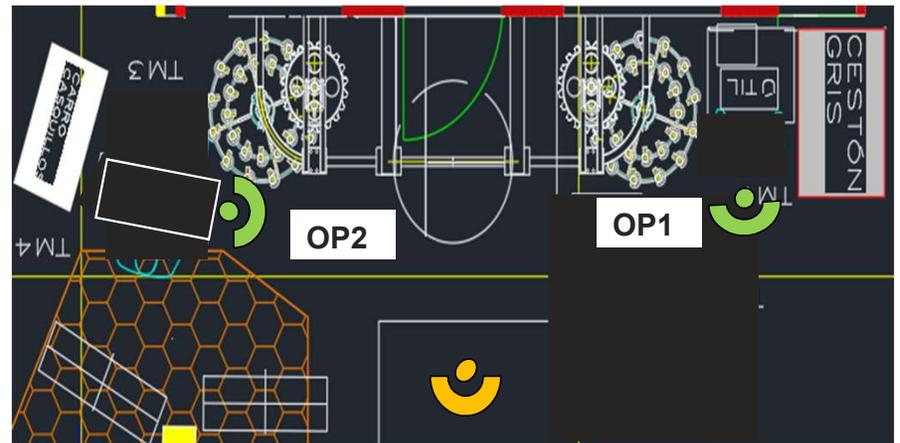 CARRO
CASQUILLOS
TM3
TM4
OP2
OP1
ÚTIL
TM
CESTÓN
GRIS